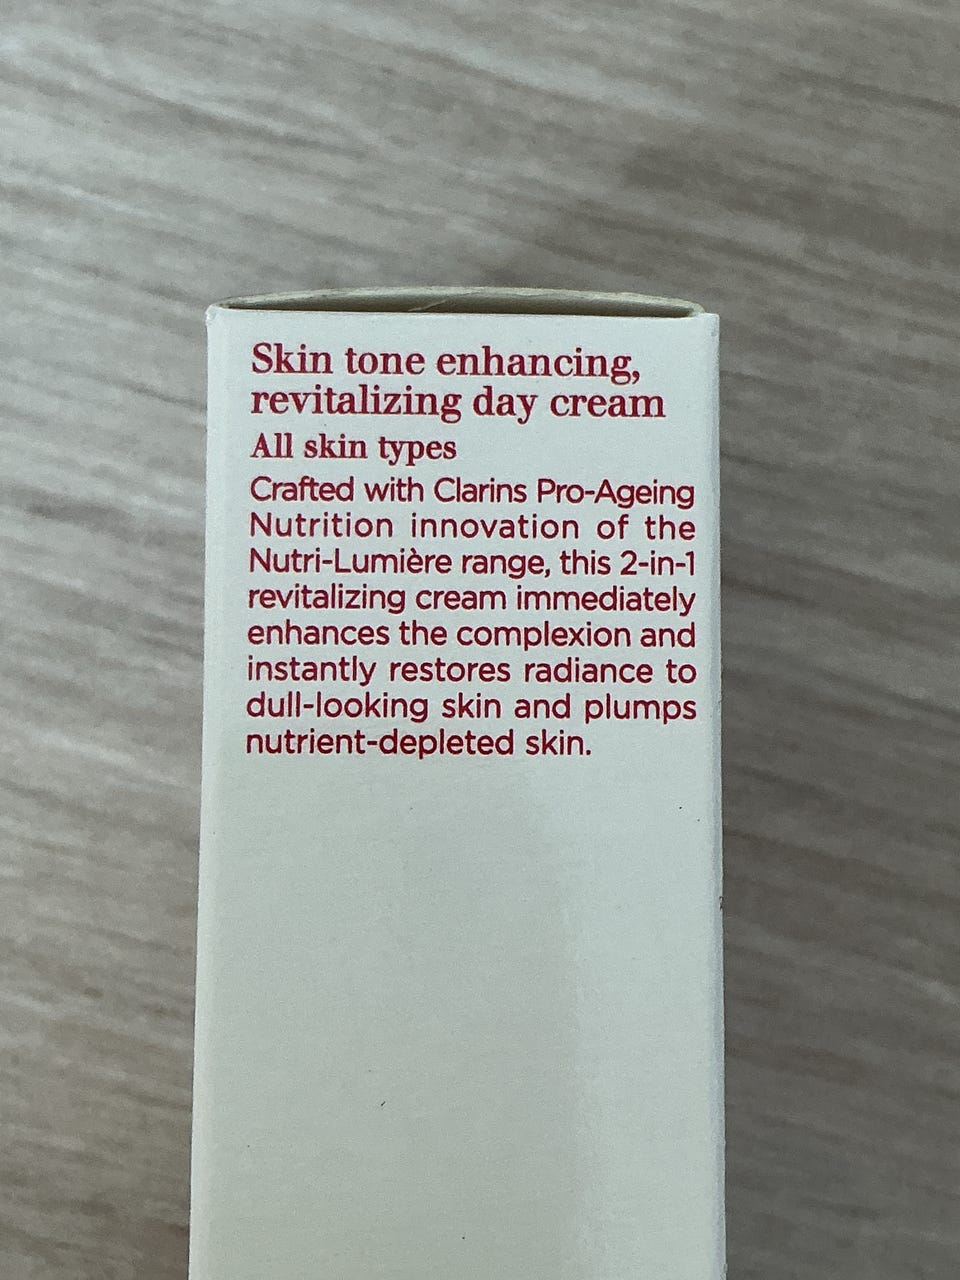 Skin tone enhancing,
revitalizing day cream
All skin types
Crafted with Clarins Pro-Ageing
Nutrition innovation of the
Nutri-Lumière range, this 2-in-1
revitalizing cream immediately
enhances the complexion and
instantly restores radiance to
dull-looking skin and plumps
nutrient-depleted skin.